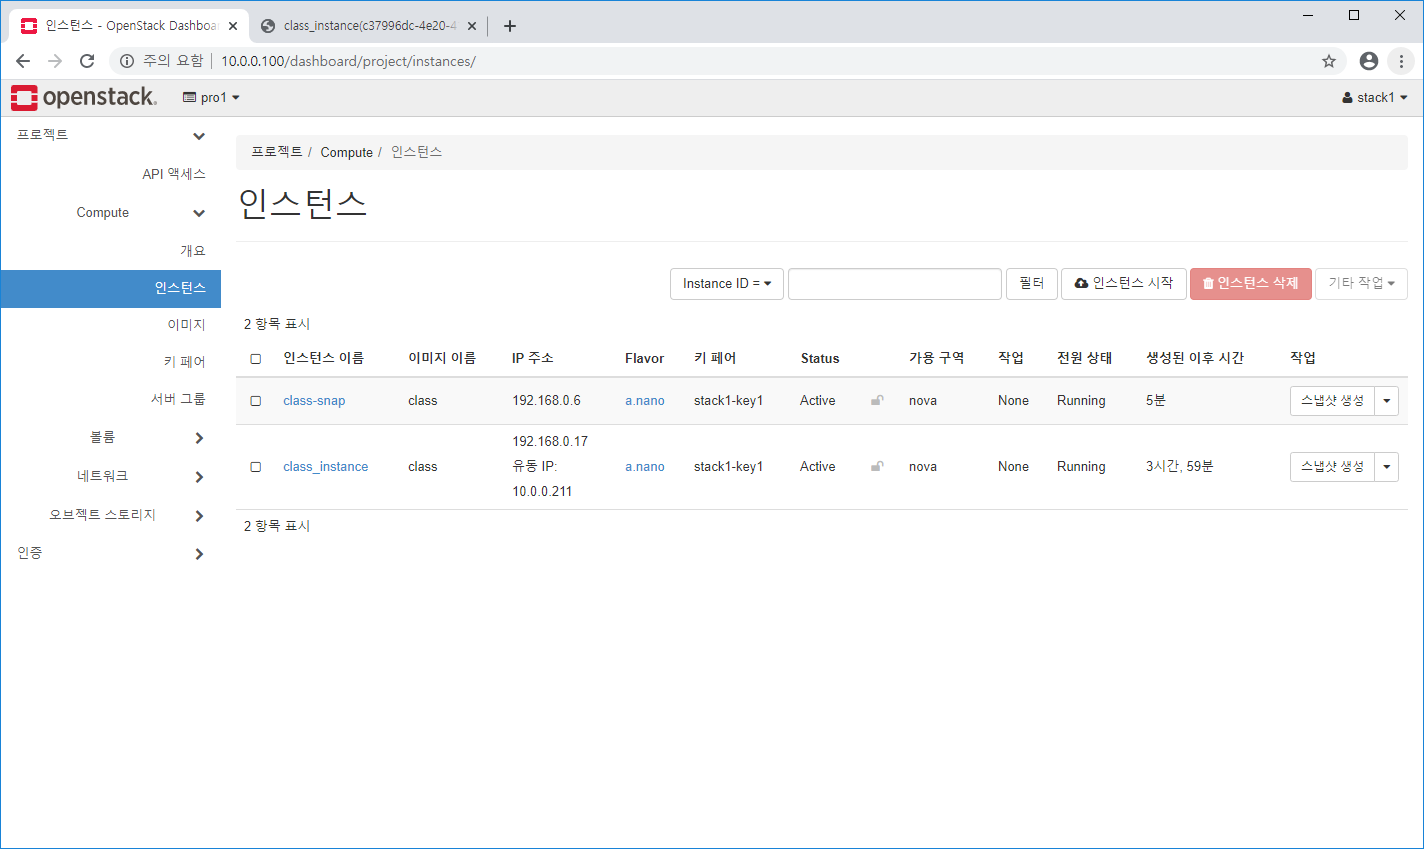 인스턴스 - OpenStack Dashboar
class_instance(c37996dc-4e20-4
주의 요함
10.0.0.100/dashboard/project/instances/
openstack.
pro1
stack1
프로젝트
API 액세스
Compute
개요
인스턴스
이미지
키 페어
서버 그룹
볼륨
네트워크
오브젝트 스토리지
인증
프로젝트 / Compute / 인스턴스
인스턴스
Instance ID =
필터
인스턴스 시작
인스턴스 삭제
기타 작업
2 항목 표시
인스턴스 이름 이미지 이름 IP 주소 Flavor 키 페어 Status 가용 구역 작업 전원 상태 생성된 이후 시간 작업
class-snap class 192.168.0.6 a.nano stack1-key1 Active nova None Running 5분 스냅샷 생성
192.168.0.17
class_instance class 유동 IP: a.nano stack1-key1 Active nova None Running 3시간, 59분 스냅샷 생성
10.0.0.211
2 항목 표시